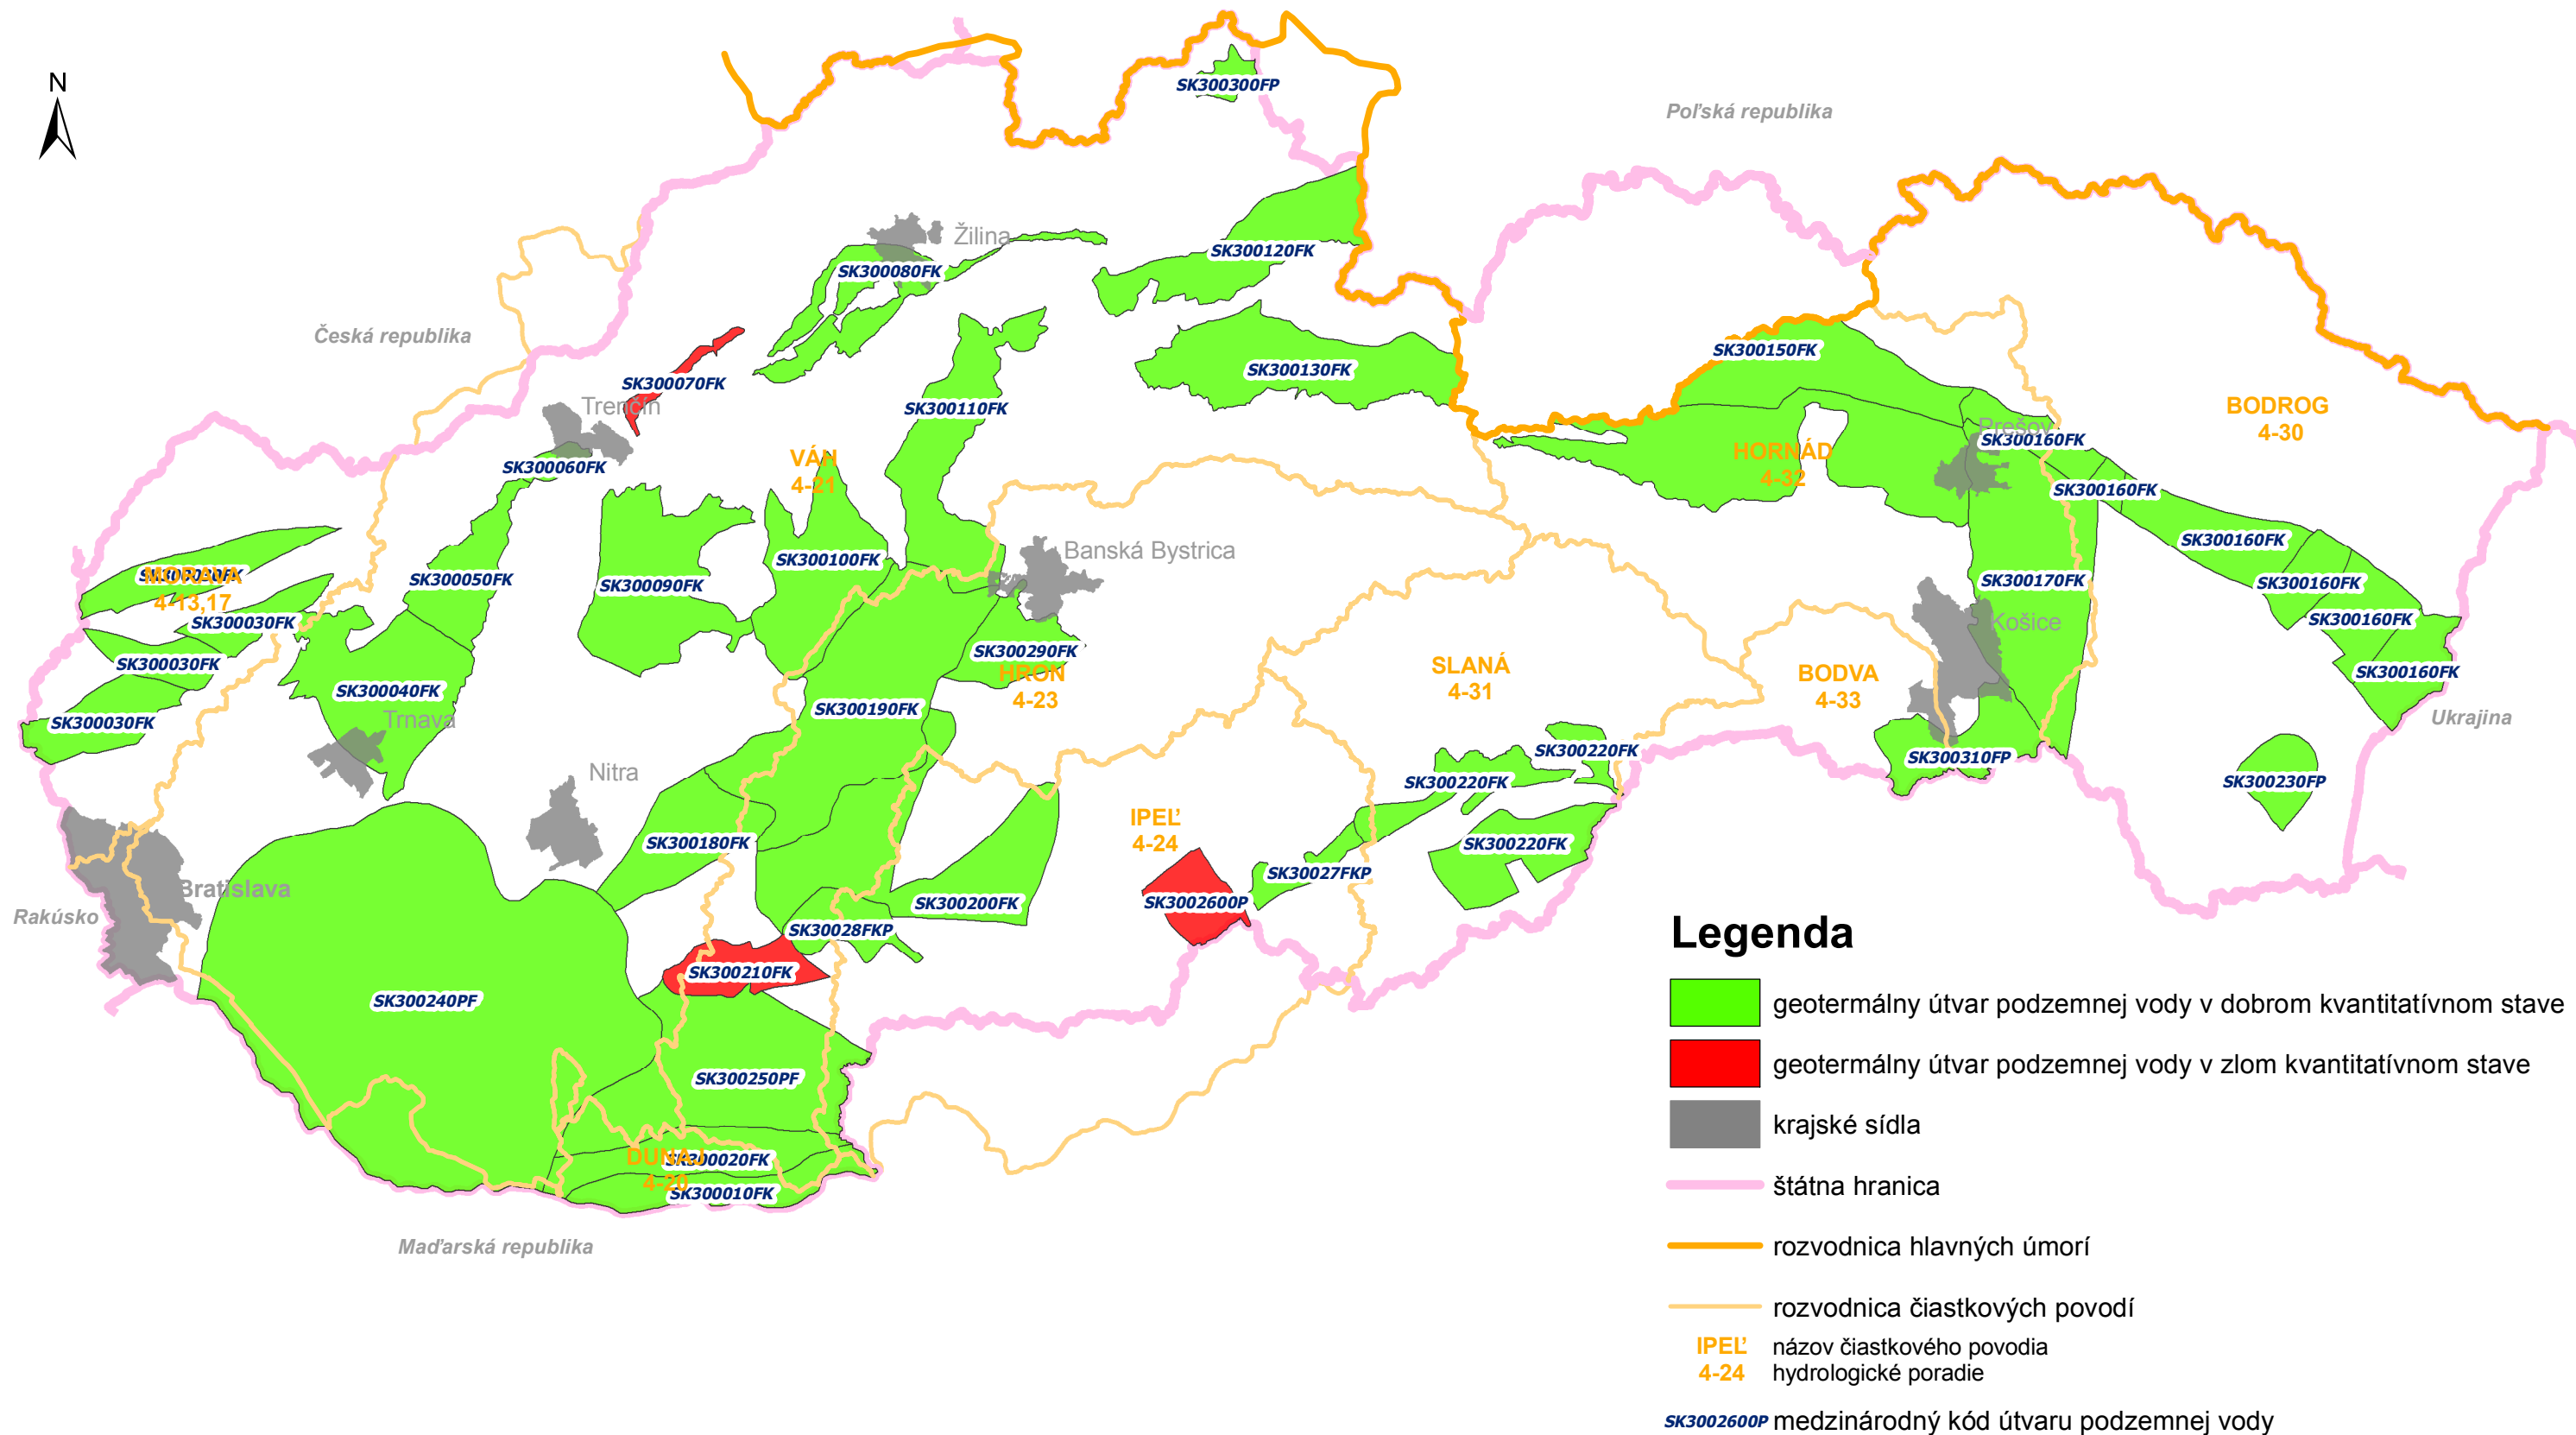 N
SK300300FP
Poľská republika
Žilina
SK300120FK
SK300080FK
Česká republika
SK300150FK
SK300130FK
SK300070FK
Trenčín
SK300110FK
BODROG
4-30
Prešov
SK300160FK
HORNÁD
4-32
VÁH
4-21
SK300060FK
SK300160FK
SK300160FK
Banská Bystrica
SK300100FK
SK300050FK
SK300090FK
SK300170FK
SK300160FK
MORAVA
4-13,17
SK300030FK
Košice
SK300160FK
SK300290FK
HRON
4-23
SK300030FK
SLANÁ
4-31
BODVA
4-33
SK300160FK
SK300040FK
SK300190FK
Trnava
SK300030FK
Ukrajina
SK300220FK
SK300310FP
Nitra
SK300220FK
SK300230FP
IPEĽ
4-24
SK300180FK
SK300220FK
SK30027FKP
Bratislava
Rakúsko
SK300200FK
SK3002600P
SK30028FKP
SK300210FK
SK300240PF
SK300250PF
DUNAJ
4-20
SK300020FK
SK300010FK
Maďarská republika
Legenda
geotermálny útvar podzemnej vody v dobrom kvantitatívnom stave
geotermálny útvar podzemnej vody v zlom kvantitatívnom stave
krajské sídla
štátna hranica
rozvodnica hlavných úmorí
rozvodnica čiastkových povodí
IPEĽ názov čiastkového povodia
4-24 hydrologické poradie
SK3002600P medzinárodný kód útvaru podzemnej vody